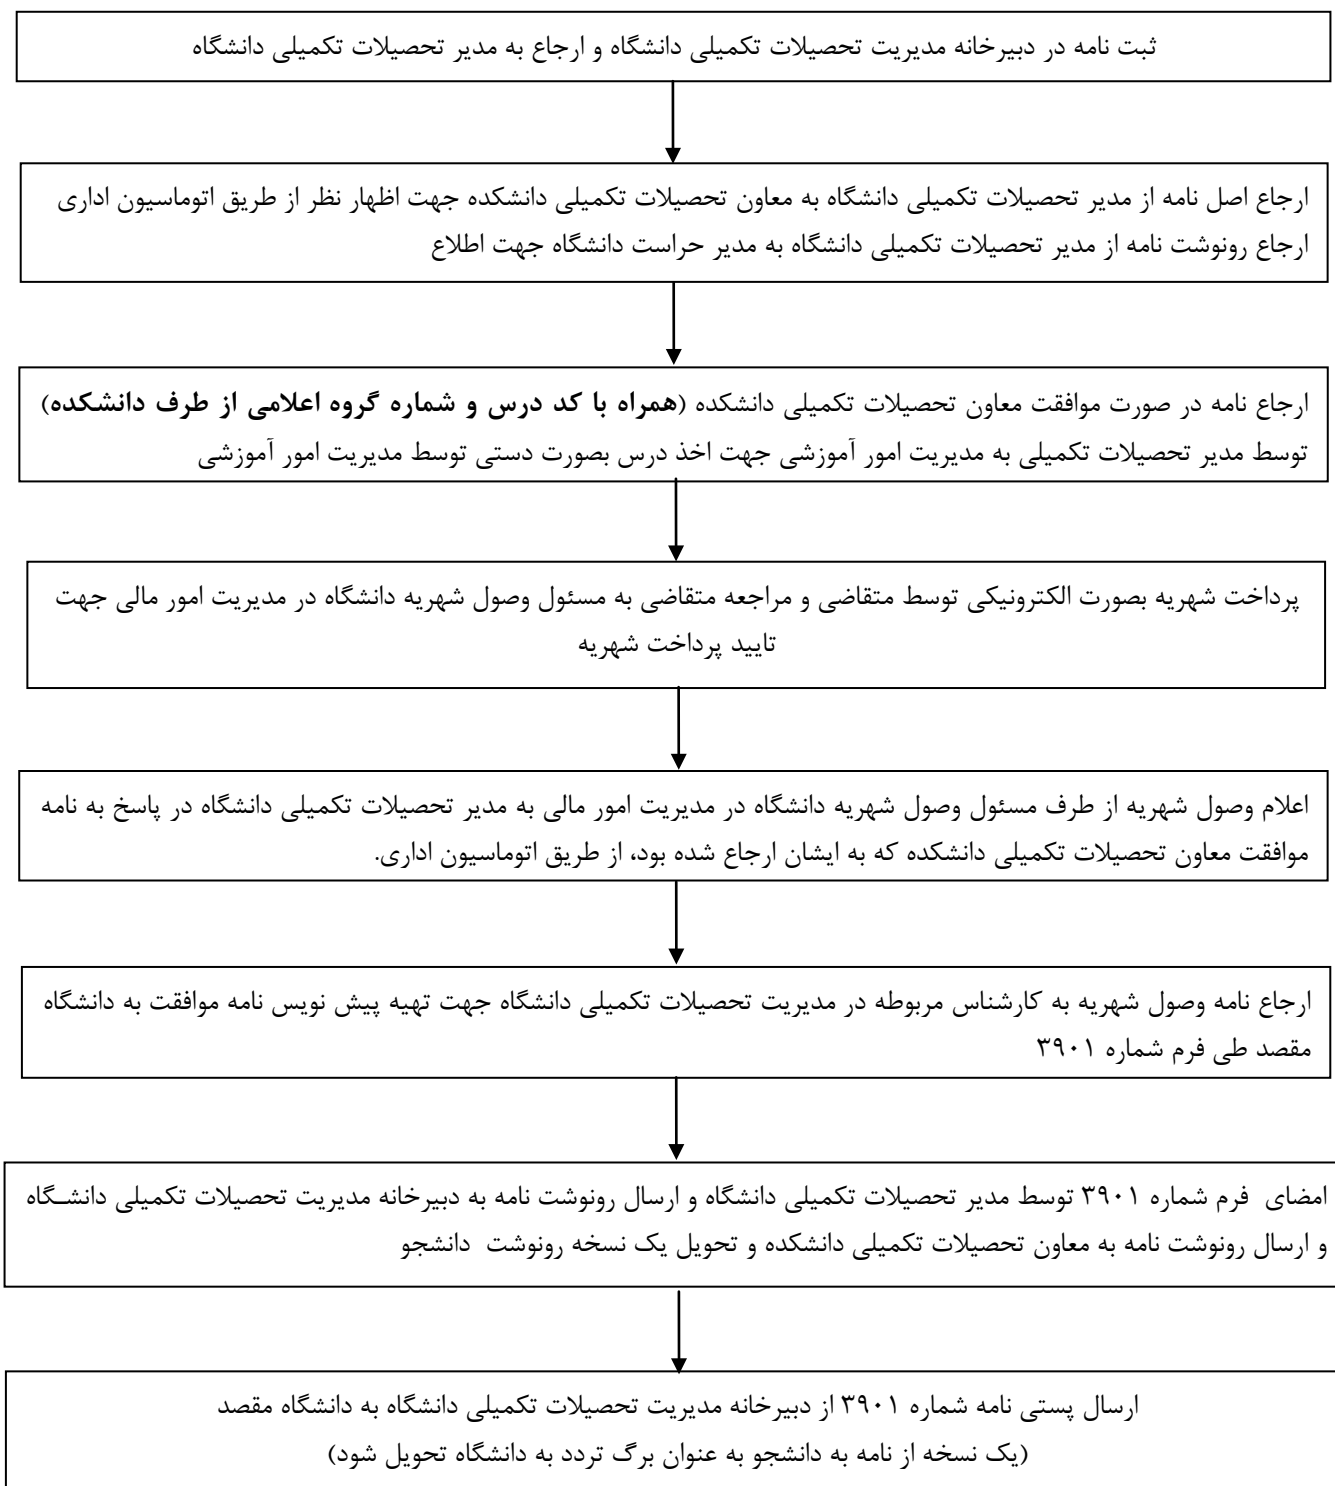 ثبت نامه در دبیرخانه مدیریت تحصیلات تکمیلی دانشگاه و ارجاع به مدیر تحصیلات تکمیلی دانشگاه
ارجاع اصل نامه از مدیر تحصیلات تکمیلی دانشگاه به معاون تحصیلات تکمیلی دانشکده جهت اظهار نظر از طریق اتوماسیون اداری
ارجاع رونوشت نامه از مدیر تحصیلات تکمیلی دانشگاه به مدیر حراست دانشگاه جهت اطلاع
ارجاع نامه در صورت موافقت معاون تحصیلات تکمیلی دانشکده (همراه با کد درس و شماره گروه اعلامی از طرف دانشکده)
توسط مدیر تحصیلات تکمیلی به مدیریت امور آموزشی جهت اخذ درس بصورت دستی توسط مدیریت امور آموزشی
پرداخت شهریه بصورت الکترونیکی توسط متقاضی و مراجعه متقاضی به مسئول وصول شهریه دانشگاه در مدیریت امور مالی جهت
تایید پرداخت شهریه
اعلام وصول شهریه از طرف مسئول وصول شهریه دانشگاه در مدیریت امور مالی به مدیر تحصیلات تکمیلی دانشگاه در پاسخ به نامه
موافقت معاون تحصیلات تکمیلی دانشکده که به ایشان ارجاع شده بود، از طریق اتوماسیون اداری.
ارجاع نامه وصول شهریه به کارشناس مربوطه در مدیریت تحصیلات تکمیلی دانشگاه جهت تهیه پیش نویس نامه موافقت به دانشگاه
مقصد طی فرم شماره ۳۹۰۱
امضای فرم شماره ۳۹۰۱ توسط مدیر تحصیلات تکمیلی دانشگاه و ارسال رونوشت نامه به دبیرخانه مدیریت تحصیلات تکمیلی دانشـگاه
و ارسال رونوشت نامه به معاون تحصیلات تکمیلی دانشکده و تحویل یک نسخه رونوشت دانشجو
ارسال پستی نامه شماره ۳۹۰۱ از دبیرخانه مدیریت تحصیلات تکمیلی دانشگاه به دانشگاه مقصد
(یک نسخه از نامه به دانشجو به عنوان برگ تردد به دانشگاه تحویل شود)